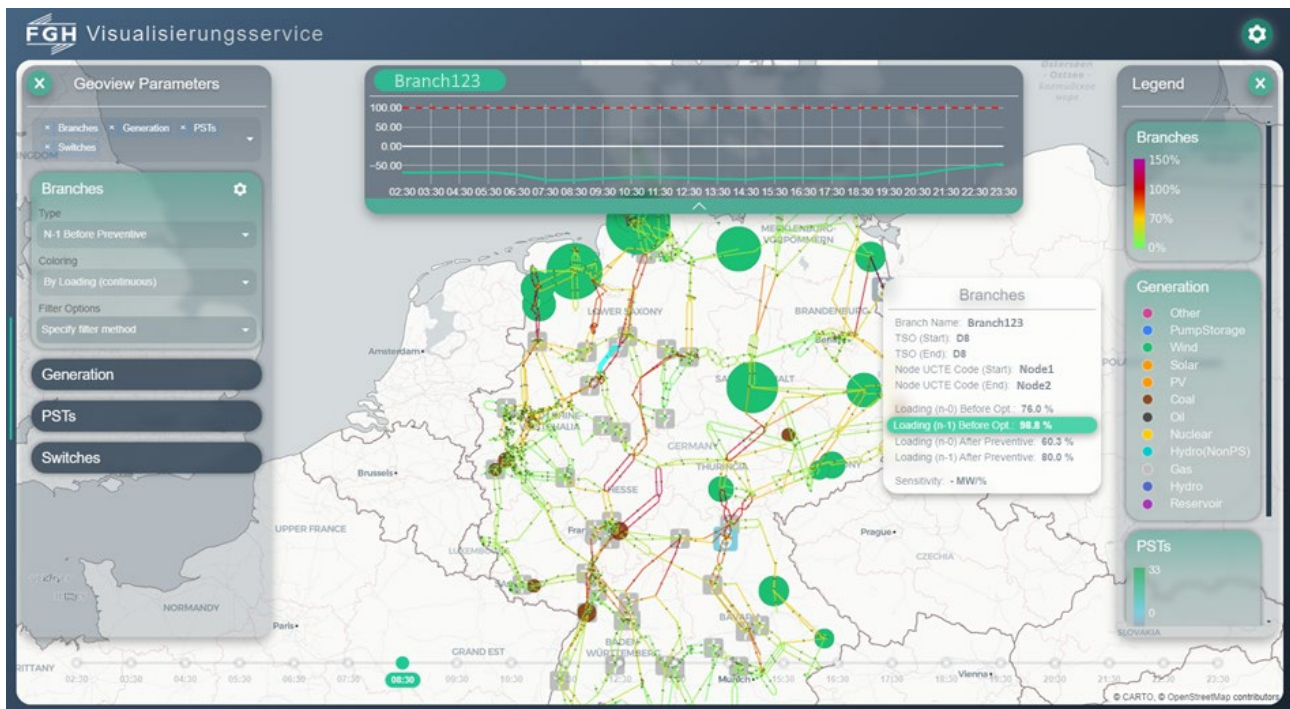 FGH Visualisierungsservice
Geoview Parameters
× Branches × Generation × PSTs
× Switches
Branches
Type
N-1 Before Preventive
Coloring
By Loading (continuous)
Filter Options
Specify filter method
Generation
PSTs
Switches
Branch123
100.00
50.00
0.00
-50.00
02:30 03:30 04:30 05:30 06:30 07:30 08:30 09:30 10:30 11:30 12:30 13:30 14:30 15:30 16:30 17:30 18:30 19:30 20:30 21:30 22:30 23:30
Legend
Branches
150%
100%
70%
0%
Generation
Other
PumpStorage
Wind
Solar
PV
Coal
Oil
Nuclear
Hydro(NonPS)
Gas
Hydro
Reservoir
PSTs
33
0
Branches
Branch Name: Branch123
TSO (Start): D8
TSO (End): D8
Node UCTE Code (Start): Node1
Node UCTE Code (End): Node2
Loading (n-0) Before Opt.: 76.0 %
Loading (n-1) Before Opt.: 98.8 %
Loading (n-0) After Preventive: 60.3 %
Loading (n-1) After Preventive: 80.0 %
Sensitivity: - MW/%
MECKLENBURG-
VORPOMMERN
LOWER SAXONY
BRANDENBURG
Amsterdam
GERMANY
THURINGIA
HESSE
Brussels
UPPER FRANCE
Prague
CZECHIA
NORMANDY
Paris
GRAND EST
BADEN-
WÜRTTEMBERG
Munich
Vienna
SLOVAKIA
02:30 03:30 04:30 05:30 06:30 07:30 08:30 09:30 10:30 12:30 15:30 16:30 17:30 18:30 19:30 20:30 21:30 22:30 23:30
© CARTO, © OpenStreetMap contributors